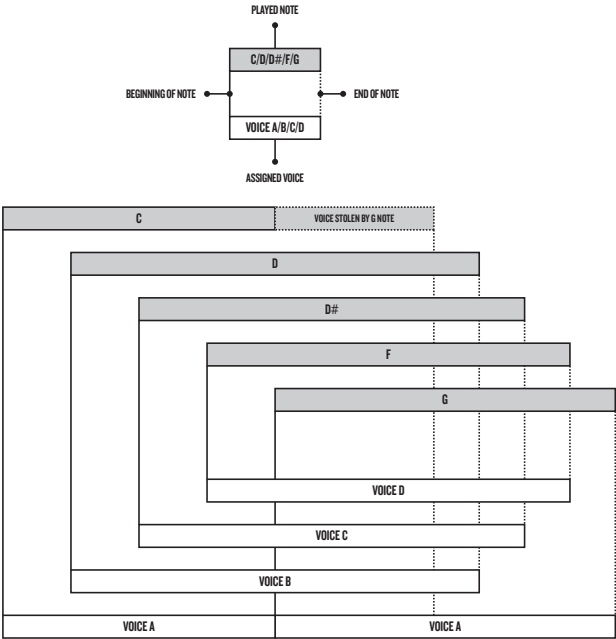 PLAYED NOTE
C/D/D#/F/G
BEGINNING OF NOTE
END OF NOTE
VOICE A/B/C/D
ASSIGNED VOICE
C
VOICE STOLEN BY G NOTE
D
D#
F
G
VOICE D
VOICE C
VOICE B
VOICE A
VOICE A